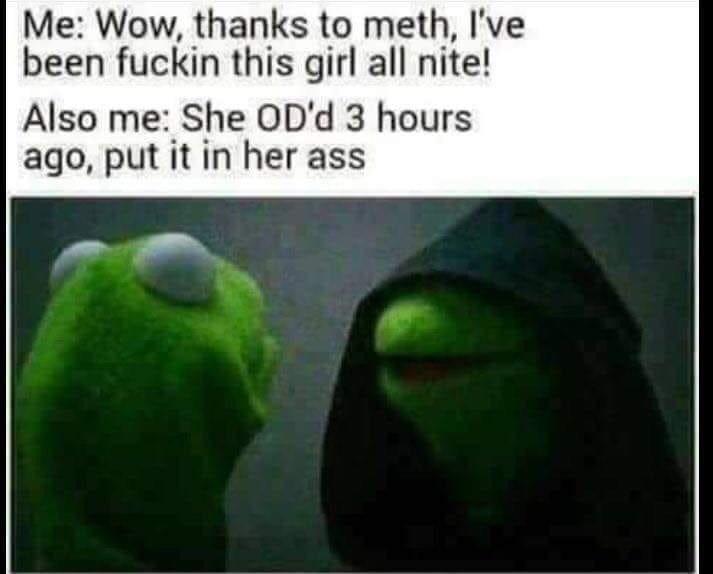 Me: Wow, thanks to meth, I've
been fuckin this girl all nite!
Also me: She OD'd 3 hours
ago, put it in her ass